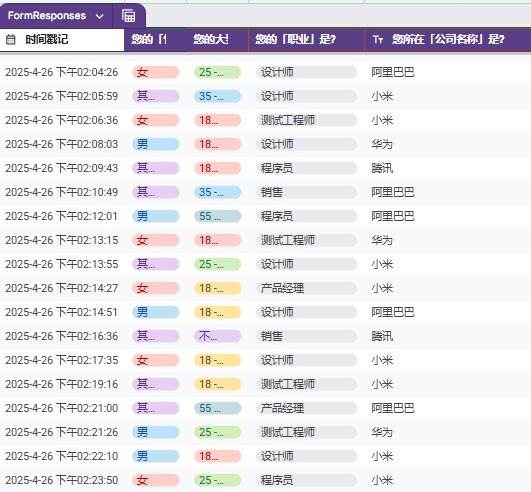 FormResponses
时间戳记 您的「 您的大 您的「职业」是? Tт 您所在「公司名称」是?
2025-4-26 下午02:04:26 女 25 -... 设计师 阿里巴巴
2025-4-26 下午02:05:59 其... 35 -... 设计师 小米
2025-4-26 下午02:06:36 女 18... 测试工程师 小米
2025-4-26 下午02:08:03 男 18... 设计师 华为
2025-4-26 下午02:09:43 其... 18... 程序员 腾讯
2025-4-26 下午02:10:49 其... 35 -... 销售 阿里巴巴
2025-4-26 下午02:12:01 男 55 ... 程序员 阿里巴巴
2025-4-26 下午02:13:15 女 18... 测试工程师 华为
2025-4-26 下午02:13:55 其... 25 -... 设计师 小米
2025-4-26 下午02:14:27 女 18 -... 产品经理 小米
2025-4-26 下午02:14:51 男 18 -... 设计师 阿里巴巴
2025-4-26 下午02:16:36 其... 不... 销售 腾讯
2025-4-26 下午02:17:35 女 18 -... 设计师 小米
2025-4-26 下午02:19:16 其... 18 -... 测试工程师 小米
2025-4-26 下午02:21:00 其... 55 ... 产品经理 阿里巴巴
2025-4-26 下午02:21:26 男 25 -... 测试工程师 华为
2025-4-26 下午02:22:10 男 18... 设计师 小米
2025-4-26 下午02:23:50 女 25 -... 程序员 小米